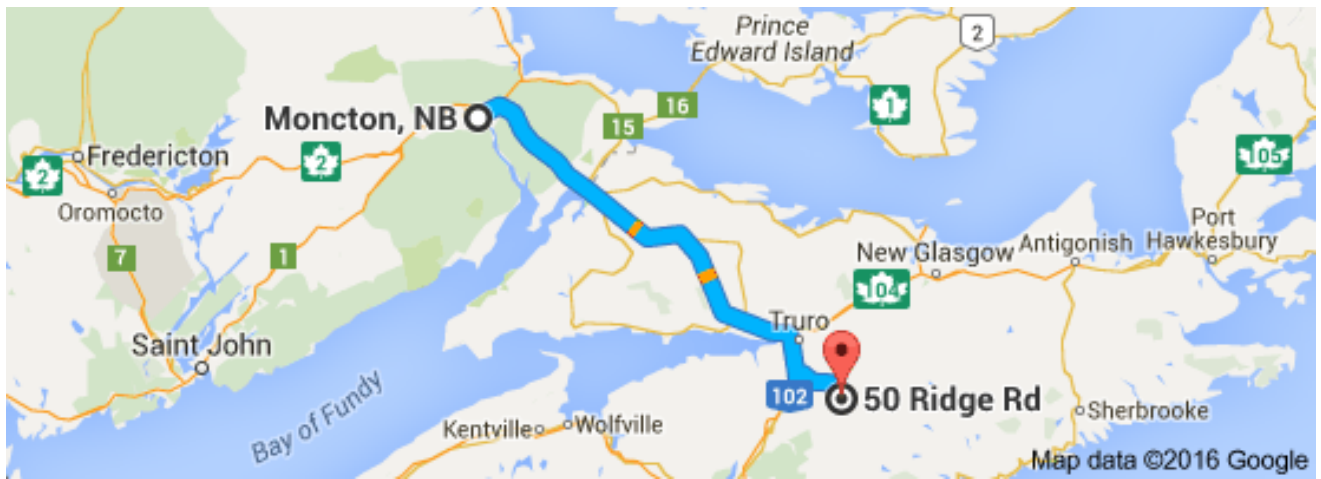 Prince
Edward Island
2
Moncton, NB
15
16
1
Fredericton
2
2
105
Oromocto
7
1
New Glasgow
Antigonish
Port
Hawkesbury
104
Truro
Saint John
102
50 Ridge Rd
Bay of Fundy
Kentville
Wolfville
Sherbrooke
Map data ©2016 Google